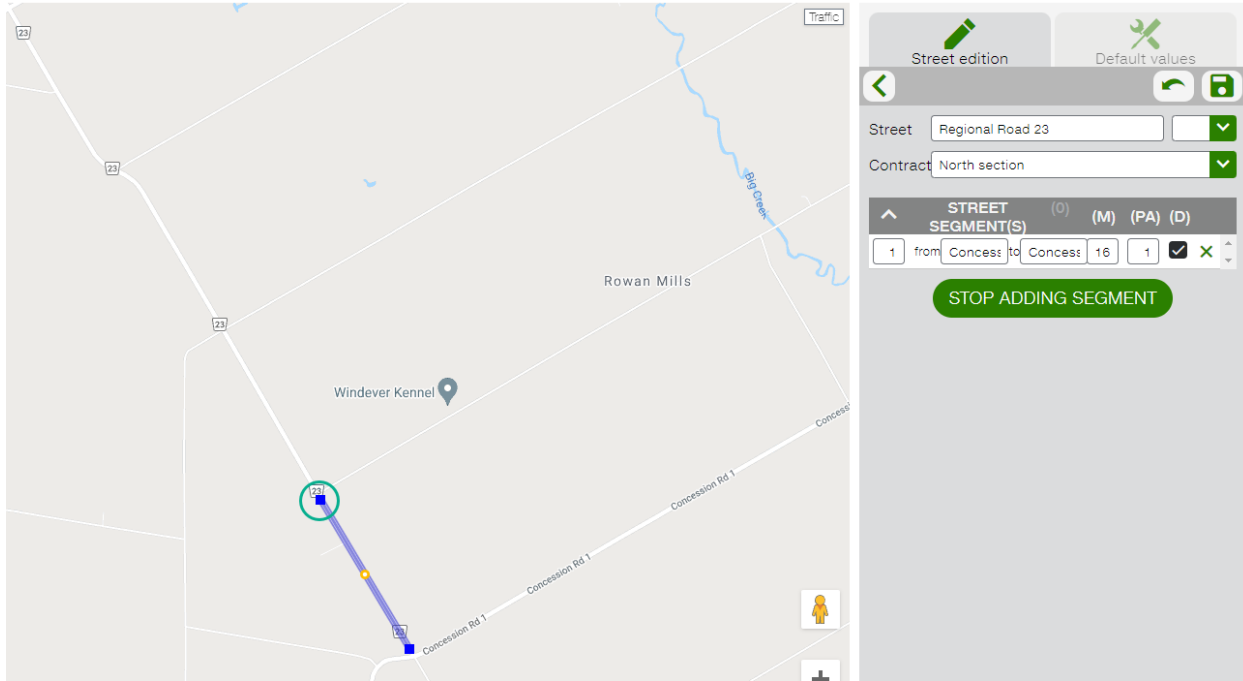 Traffic
23
23
Big Creek
Rowan Mills
23
Windever Kennel
Concess
23
Concession Rd 1
Concession Rd 1
23
Concession Rd 1
Street edition
Default values
Street
Regional Road 23
Contract
North section
STREET SEGMENT(S) (0) (M) (PA) (D)
1 from Concess to Concess 16 1
STOP ADDING SEGMENT